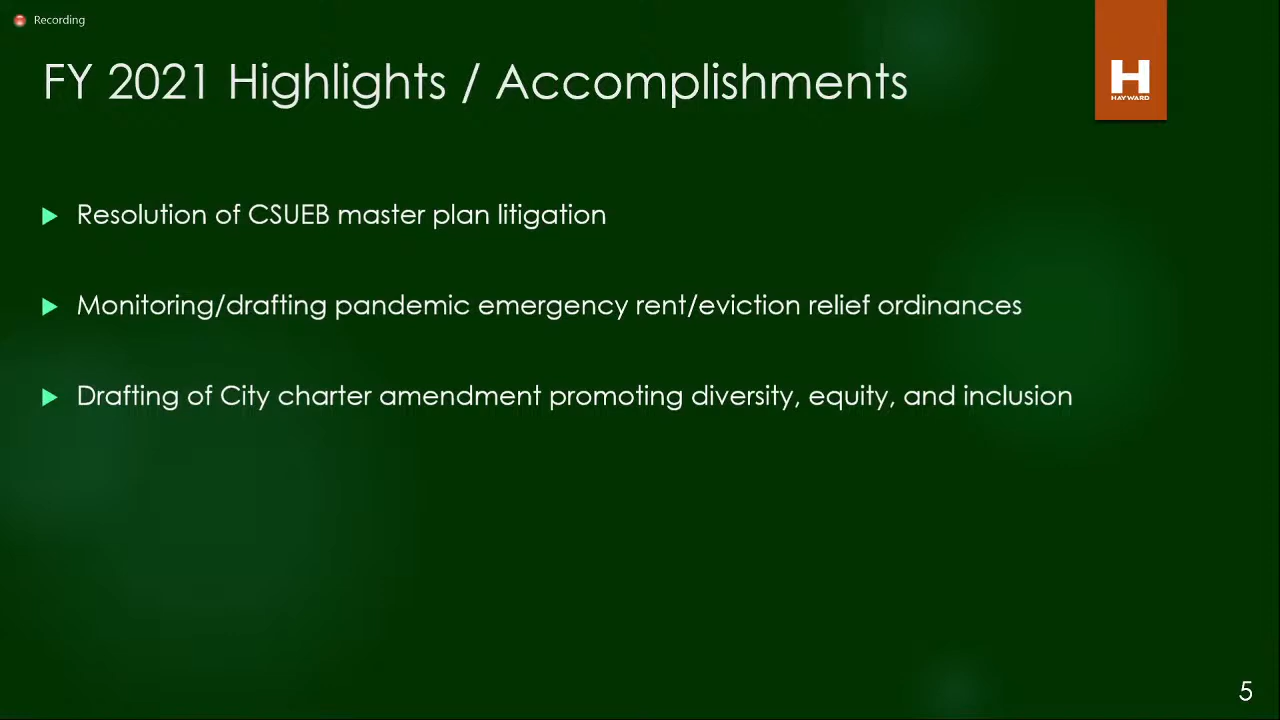 Recording
FY 2021 Highlights / Accomplishments
H
HAYWARD
Resolution of CSUEB master plan litigation
Monitoring/drafting pandemic emergency rent/eviction relief ordinances
Drafting of City charter amendment promoting diversity, equity, and inclusion
5